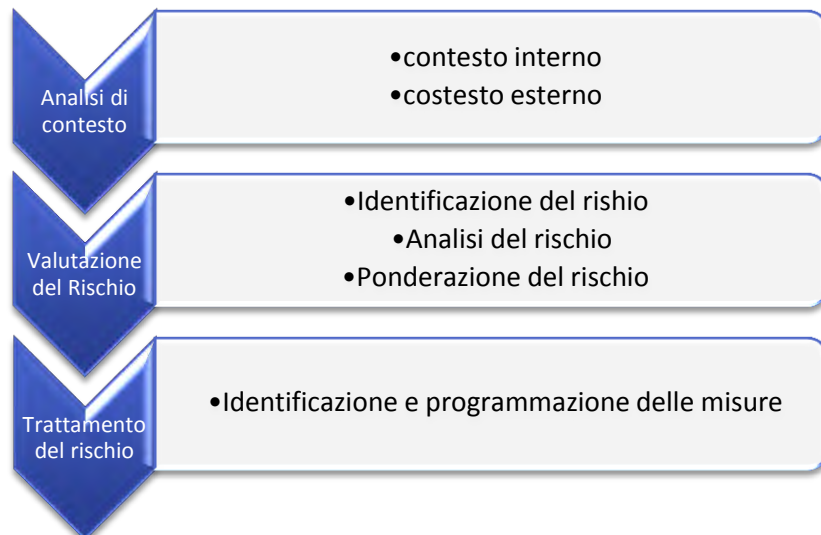 Analisi di
contesto
•contesto interno
•costesto esterno
Valutazione
del Rischio
•Identificazione del rishio
•Analisi del rischio
•Ponderazione del rischio
Trattamento
del rischio
•Identificazione e programmazione delle misure